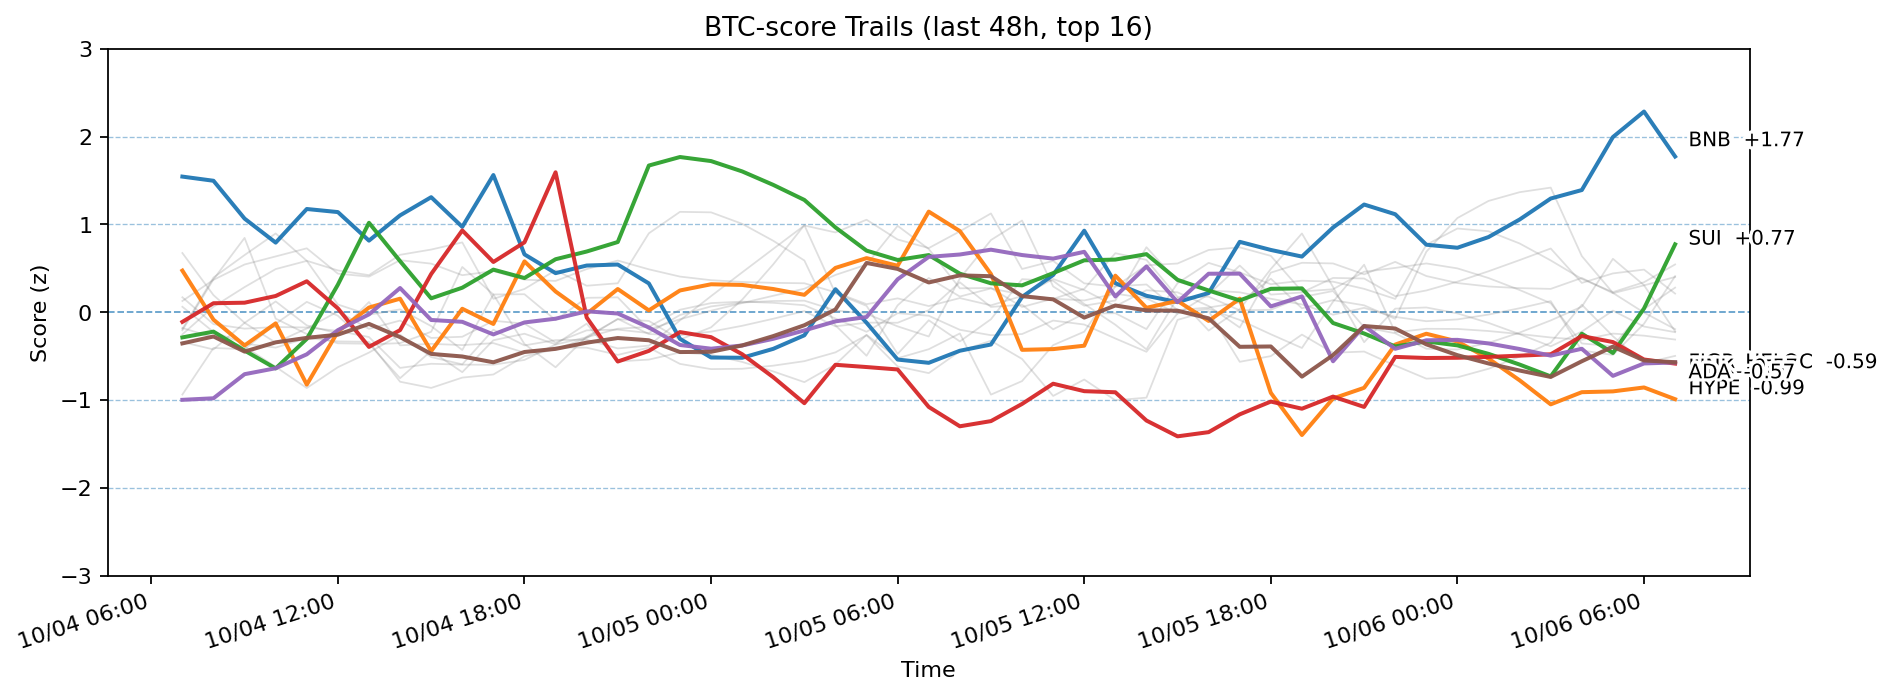 BTC-score Trails (last 48h, top 16)
Score (z)
3
2
1
0
−1
−2
−3
BNB +1.77
SUI +0.77
-0.59
ADA -0.57
HYPE -0.99
10/04 06:00
10/04 12:00
10/04 18:00
10/05 00:00
10/05 06:00
10/05 12:00
10/05 18:00
10/06 00:00
10/06 06:00
Time